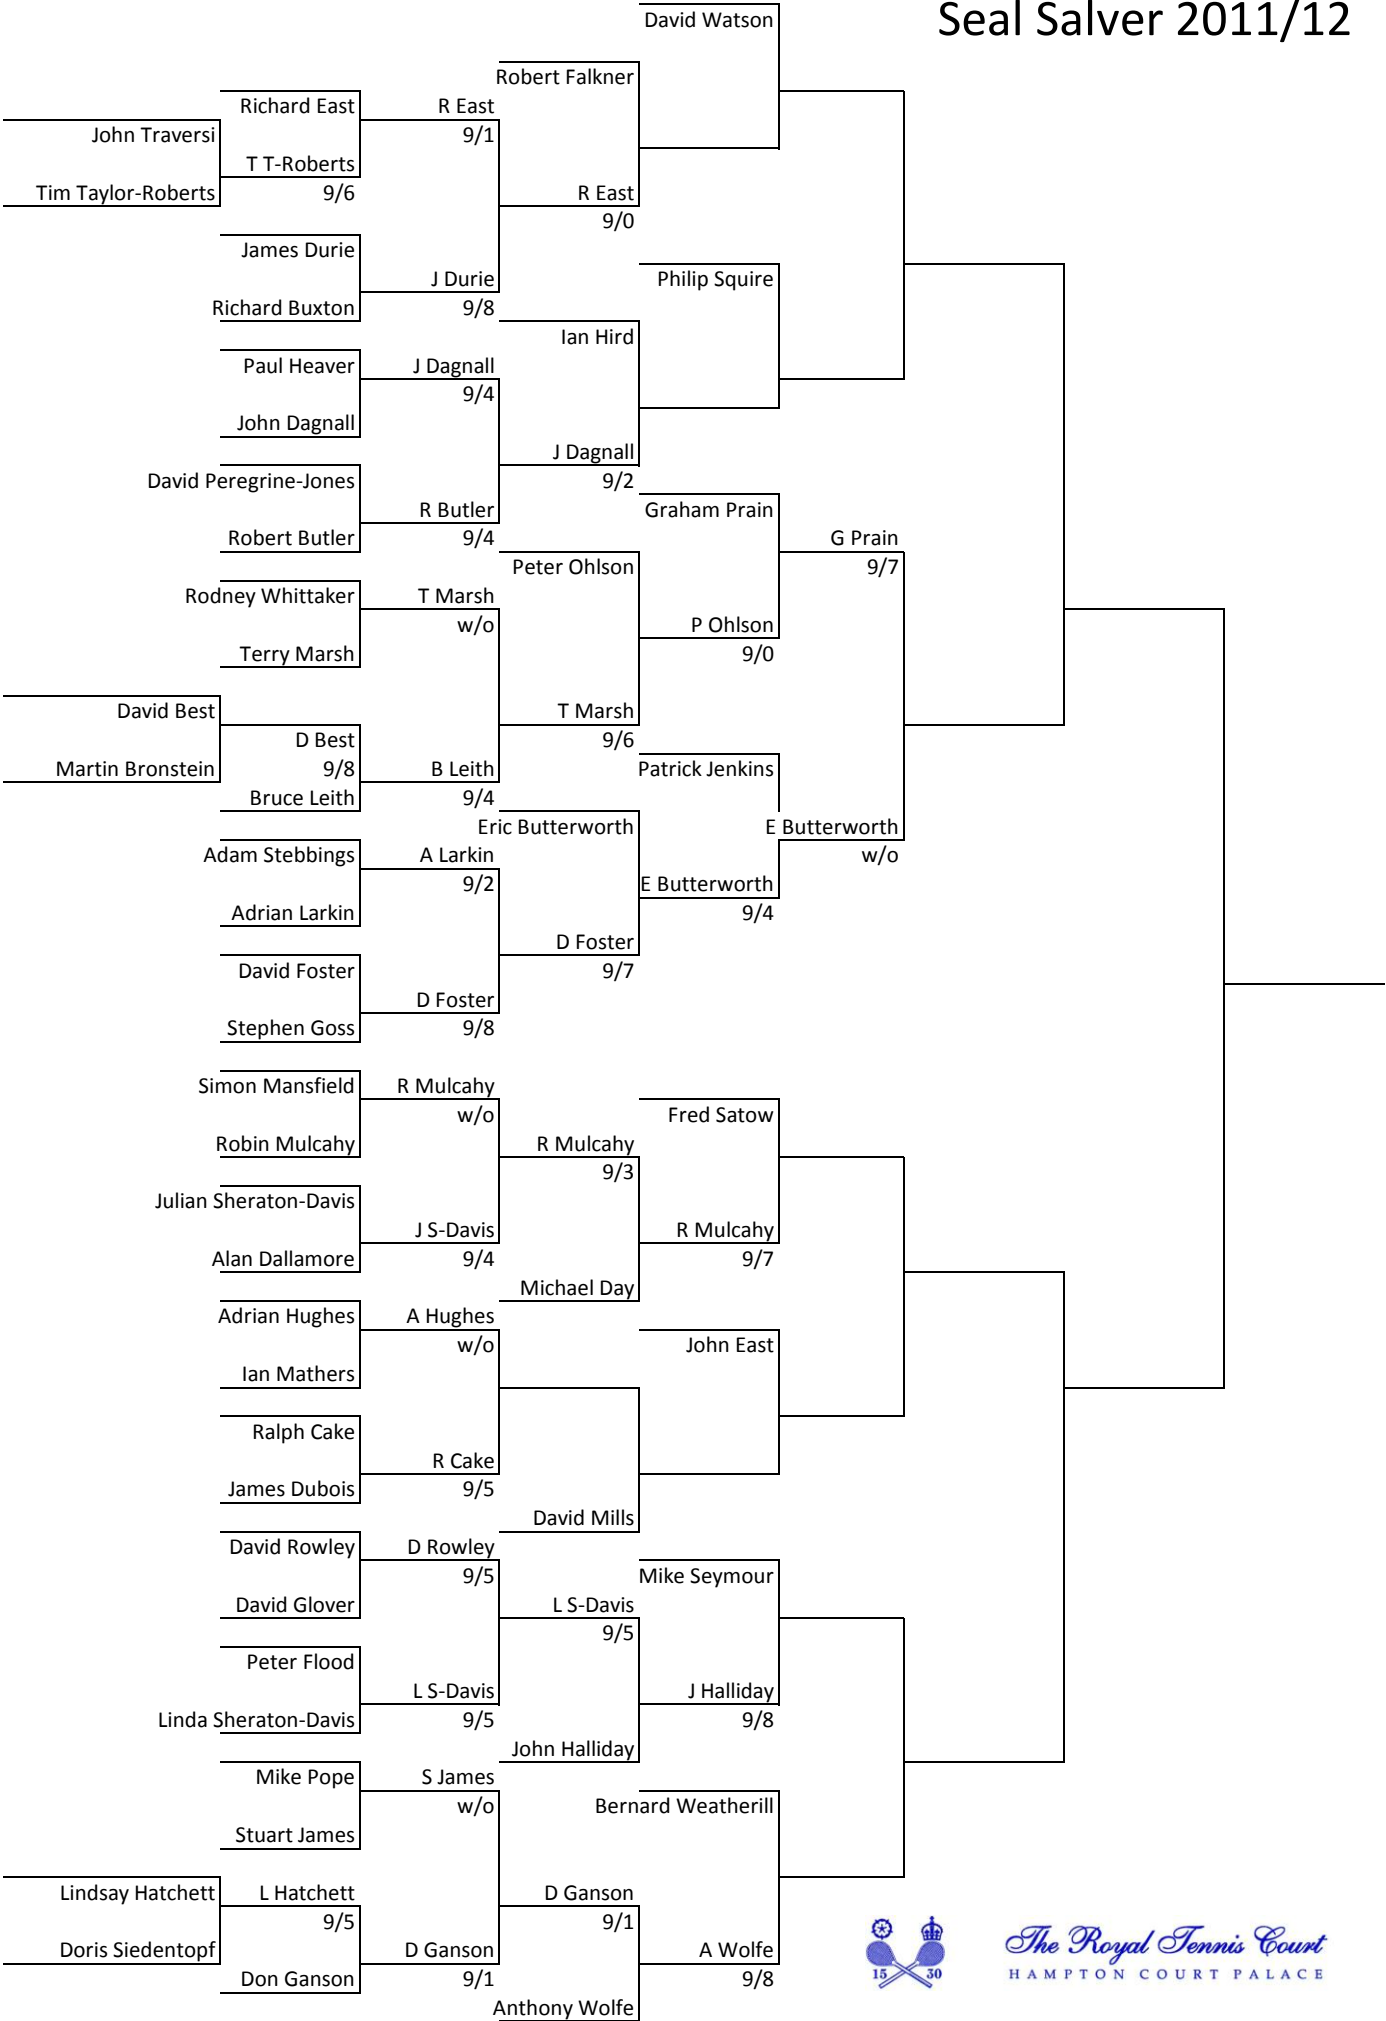 Seal Salver 2011/12
David Watson
Robert Falkner
Richard East R East
John Traversi 9/1
T T-Roberts
Tim Taylor-Roberts 9/6 R East
9/0
James Durie
J Durie Philip Squire
Richard Buxton 9/8
Ian Hird
Paul Heaver J Dagnall
9/4
John Dagnall
J Dagnall
David Peregrine-Jones 9/2
R Butler Graham Prain
Robert Butler 9/4 G Prain
Peter Ohlson 9/7
Rodney Whittaker T Marsh
w/o P Ohlson
Terry Marsh 9/0
David Best T Marsh
D Best 9/6
Martin Bronstein 9/8 B Leith Patrick Jenkins
Bruce Leith 9/4
Eric Butterworth E Butterworth
Adam Stebbings A Larkin w/o
9/2 E Butterworth
Adrian Larkin 9/4
D Foster
David Foster 9/7
D Foster
Stephen Goss 9/8
Simon Mansfield R Mulcahy
w/o Fred Satow
Robin Mulcahy R Mulcahy
9/3
Julian Sheraton-Davis
J S-Davis R Mulcahy
Alan Dallamore 9/4 9/7
Michael Day
Adrian Hughes A Hughes
w/o John East
Ian Mathers
Ralph Cake
R Cake
James Dubois 9/5
David Mills
David Rowley D Rowley
9/5 Mike Seymour
David Glover L S-Davis
9/5
Peter Flood
L S-Davis J Halliday
Linda Sheraton-Davis 9/5 9/8
John Halliday
Mike Pope S James
w/o Bernard Weatherill
Stuart James
Lindsay Hatchett L Hatchett D Ganson
9/5 9/1
Doris Siedentopf D Ganson A Wolfe
Don Ganson 9/1 9/8
Anthony Wolfe
The Royal Tennis Court
15 30 HAMPTON COURT PALACE